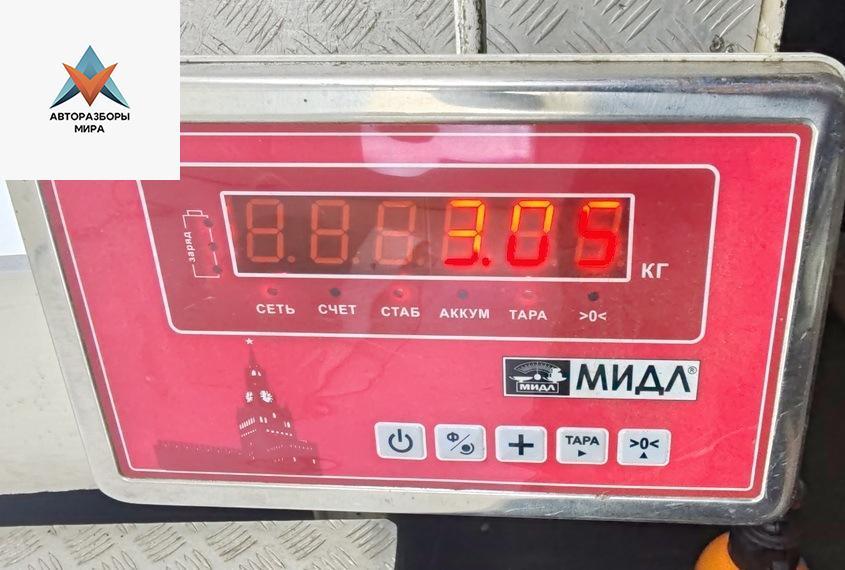 АВТОРАЗБОРЫ
МИРА
заряд
3.05
КГ
СЕТЬ СЧЕТ СТАБ АККУМ ТАРА >0<
МИДЛ МИДЛ®
Ф + ТАРА >0<